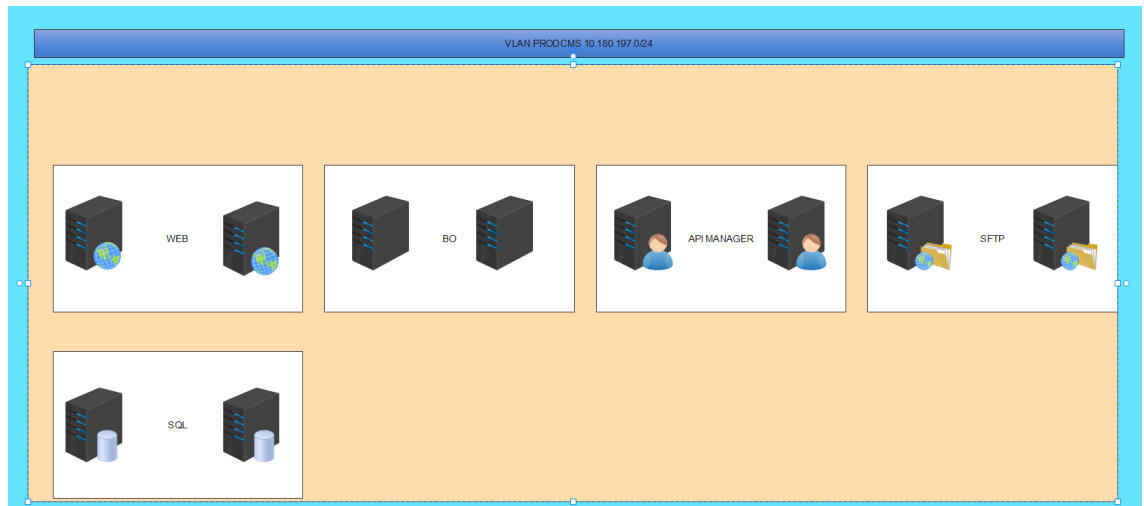 VLAN PRODCMS 10.180.197.0/24
WEB
BO
API MANAGER
SFTP
SQL